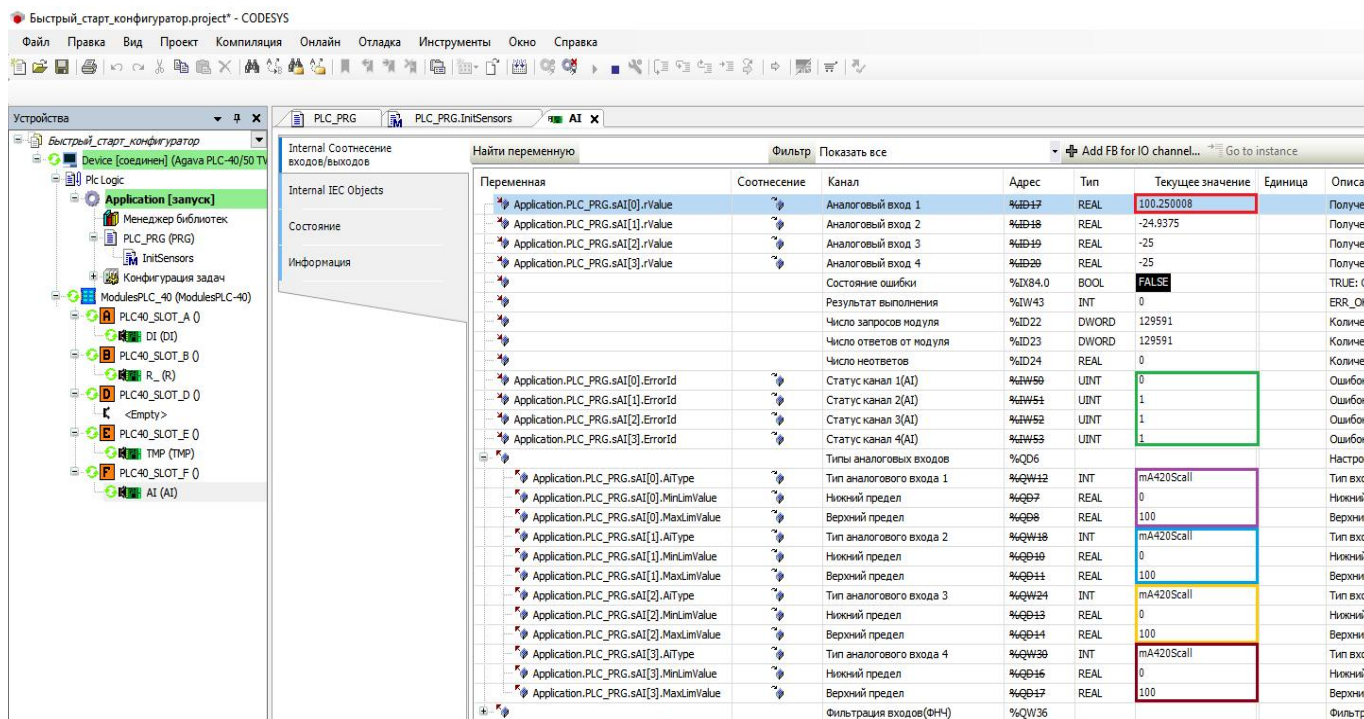 Быстрый_старт_конфигуратор.project* - CODESYS
Файл Правка Вид Проект Компиляция Онлайн Отладка Инструменты Окно Справка
Устройства
Быстрый_старт_конфигуратор
Device [соединен] (Agava PLC-40/50 TV
Plc Logic
Application [запуск]
Менеджер библиотек
PLC_PRG (PRG)
InitSensors
Конфигурация задач
ModulesPLC_40 (ModulesPLC-40)
A PLC40_SLOT_A ()
DI (DI)
B PLC40_SLOT_B ()
R_ (R)
D PLC40_SLOT_D ()
<Empty>
E PLC40_SLOT_E ()
TMP (TMP)
F PLC40_SLOT_F ()
AI (AI)
PLC_PRG PLC_PRG.InitSensors AI
Internal Соотнесение входов/выходов
Internal IEC Objects
Состояние
Информация
Найти переменную Фильтр Показать все Add FB for IO channel... Go to instance
Переменная Соотнесение Канал Адрес Тип Текущее значение Единица Описа
Application.PLC_PRG.sAI[0].rValue Аналоговый вход 1 %ID17 REAL 100.250008 Получе
Application.PLC_PRG.sAI[1].rValue Аналоговый вход 2 %ID18 REAL -24.9375 Получе
Application.PLC_PRG.sAI[2].rValue Аналоговый вход 3 %ID19 REAL -25 Получе
Application.PLC_PRG.sAI[3].rValue Аналоговый вход 4 %ID20 REAL -25 Получе
Состояние ошибки %IX84.0 BOOL FALSE TRUE: (
Результат выполнения %IW43 INT 0 ERR_OK
Число запросов модуля %ID22 DWORD 129591 Количе
Число ответов от модуля %ID23 DWORD 129591 Количе
Число неответов %ID24 REAL 0 Количе
Application.PLC_PRG.sAI[0].ErrorId Статус канал 1(AI) %IW50 UINT 0 Ошибок
Application.PLC_PRG.sAI[1].ErrorId Статус канал 2(AI) %IW51 UINT 1 Ошибок
Application.PLC_PRG.sAI[2].ErrorId Статус канал 3(AI) %IW52 UINT 1 Ошибок
Application.PLC_PRG.sAI[3].ErrorId Статус канал 4(AI) %IW53 UINT 1 Ошибок
Типы аналоговых входов %QD6 Настро
Application.PLC_PRG.sAI[0].AiType Тип аналогового входа 1 %QW12 INT mA420Scall Тип вхо
Application.PLC_PRG.sAI[0].MinLimValue Нижний предел %QD7 REAL 0 Нижний
Application.PLC_PRG.sAI[0].MaxLimValue Верхний предел %QD8 REAL 100 Верхни
Application.PLC_PRG.sAI[1].AiType Тип аналогового входа 2 %QW18 INT mA420Scall Тип вхо
Application.PLC_PRG.sAI[1].MinLimValue Нижний предел %QD10 REAL 0 Нижний
Application.PLC_PRG.sAI[1].MaxLimValue Верхний предел %QD11 REAL 100 Верхни
Application.PLC_PRG.sAI[2].AiType Тип аналогового входа 3 %QW24 INT mA420Scall Тип вхо
Application.PLC_PRG.sAI[2].MinLimValue Нижний предел %QD13 REAL 0 Нижний
Application.PLC_PRG.sAI[2].MaxLimValue Верхний предел %QD14 REAL 100 Верхни
Application.PLC_PRG.sAI[3].AiType Тип аналогового входа 4 %QW30 INT mA420Scall Тип вхо
Application.PLC_PRG.sAI[3].MinLimValue Нижний предел %QD16 REAL 0 Нижний
Application.PLC_PRG.sAI[3].MaxLimValue Верхний предел %QD17 REAL 100 Верхни
Фильтрация входов(ФНЧ) %QW36 Фильтр